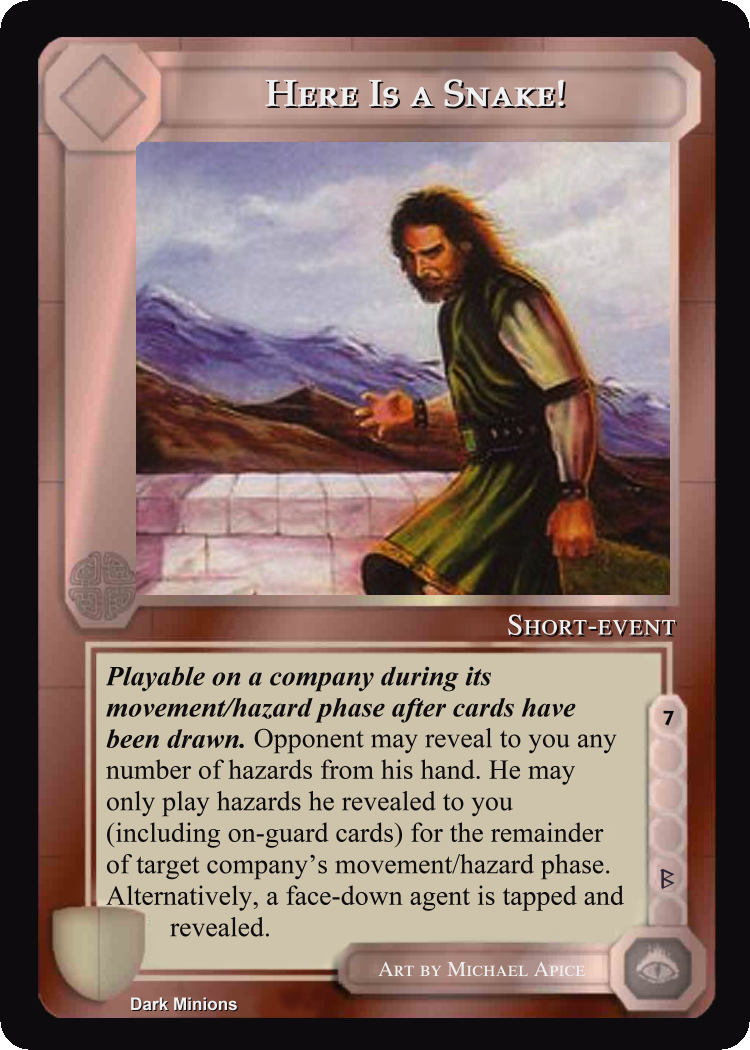 Here Is a Snake!
Short-event
Playable on a company during its
movement/hazard phase after cards have
been drawn. Opponent may reveal to you any
number of hazards from his hand. He may
only play hazards he revealed to you
(including on-guard cards) for the remainder
of target company's movement/hazard phase.
Alternatively, a face-down agent is tapped and
revealed.
7
B
Art by Michael Apice
Dark Minions